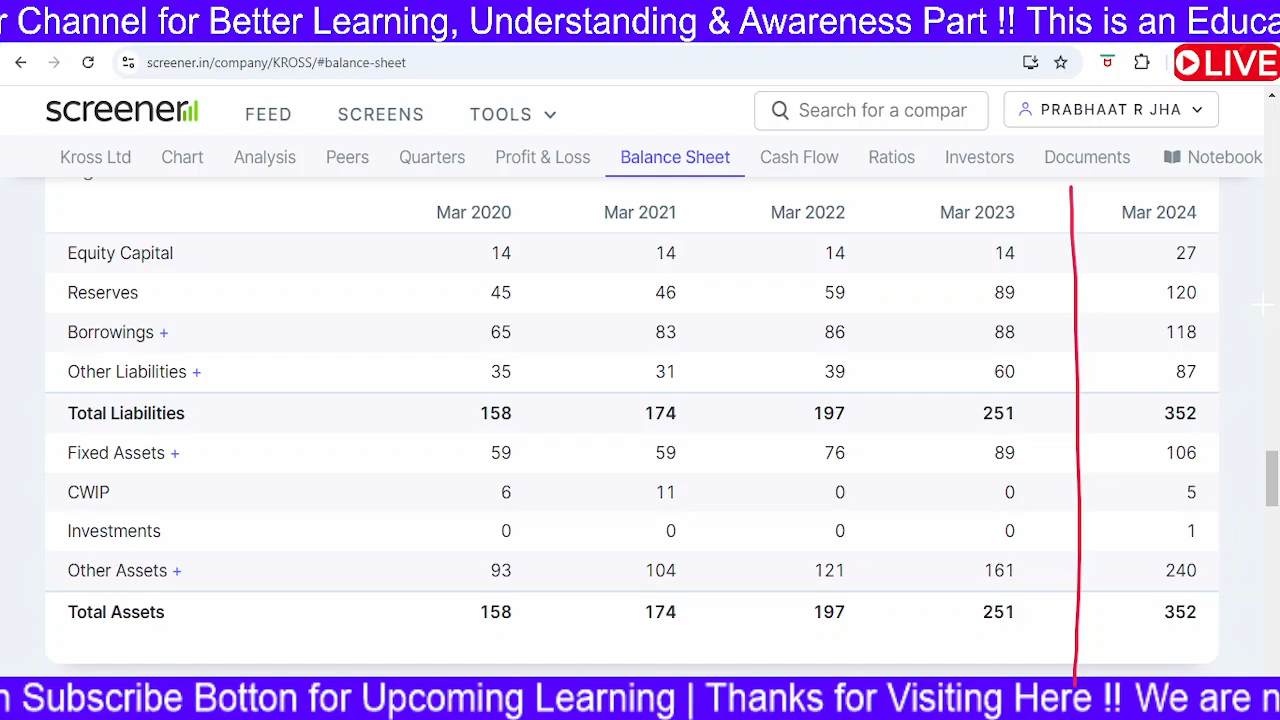 r Channel for Better Learning, Understanding & Awareness Part !! This is an Educa
screener.in/company/KROSS/#balance-sheet
LIVE
screener FEED SCREENS TOOLS Search for a compar PRABHAAT R JHA
Kross Ltd Chart Analysis Peers Quarters Profit & Loss Balance Sheet Cash Flow Ratios Investors Documents Notebook
Mar 2020 Mar 2021 Mar 2022 Mar 2023 Mar 2024
Equity Capital 14 14 14 14 27
Reserves 45 46 59 89 120
Borrowings + 65 83 86 88 118
Other Liabilities + 35 31 39 60 87
Total Liabilities 158 174 197 251 352
Fixed Assets + 59 59 76 89 106
CWIP 6 11 0 0 5
Investments 0 0 0 0 1
Other Assets + 93 104 121 161 240
Total Assets 158 174 197 251 352
n Subscribe Botton for Upcoming Learning | Thanks for Visiting Here !! We are n